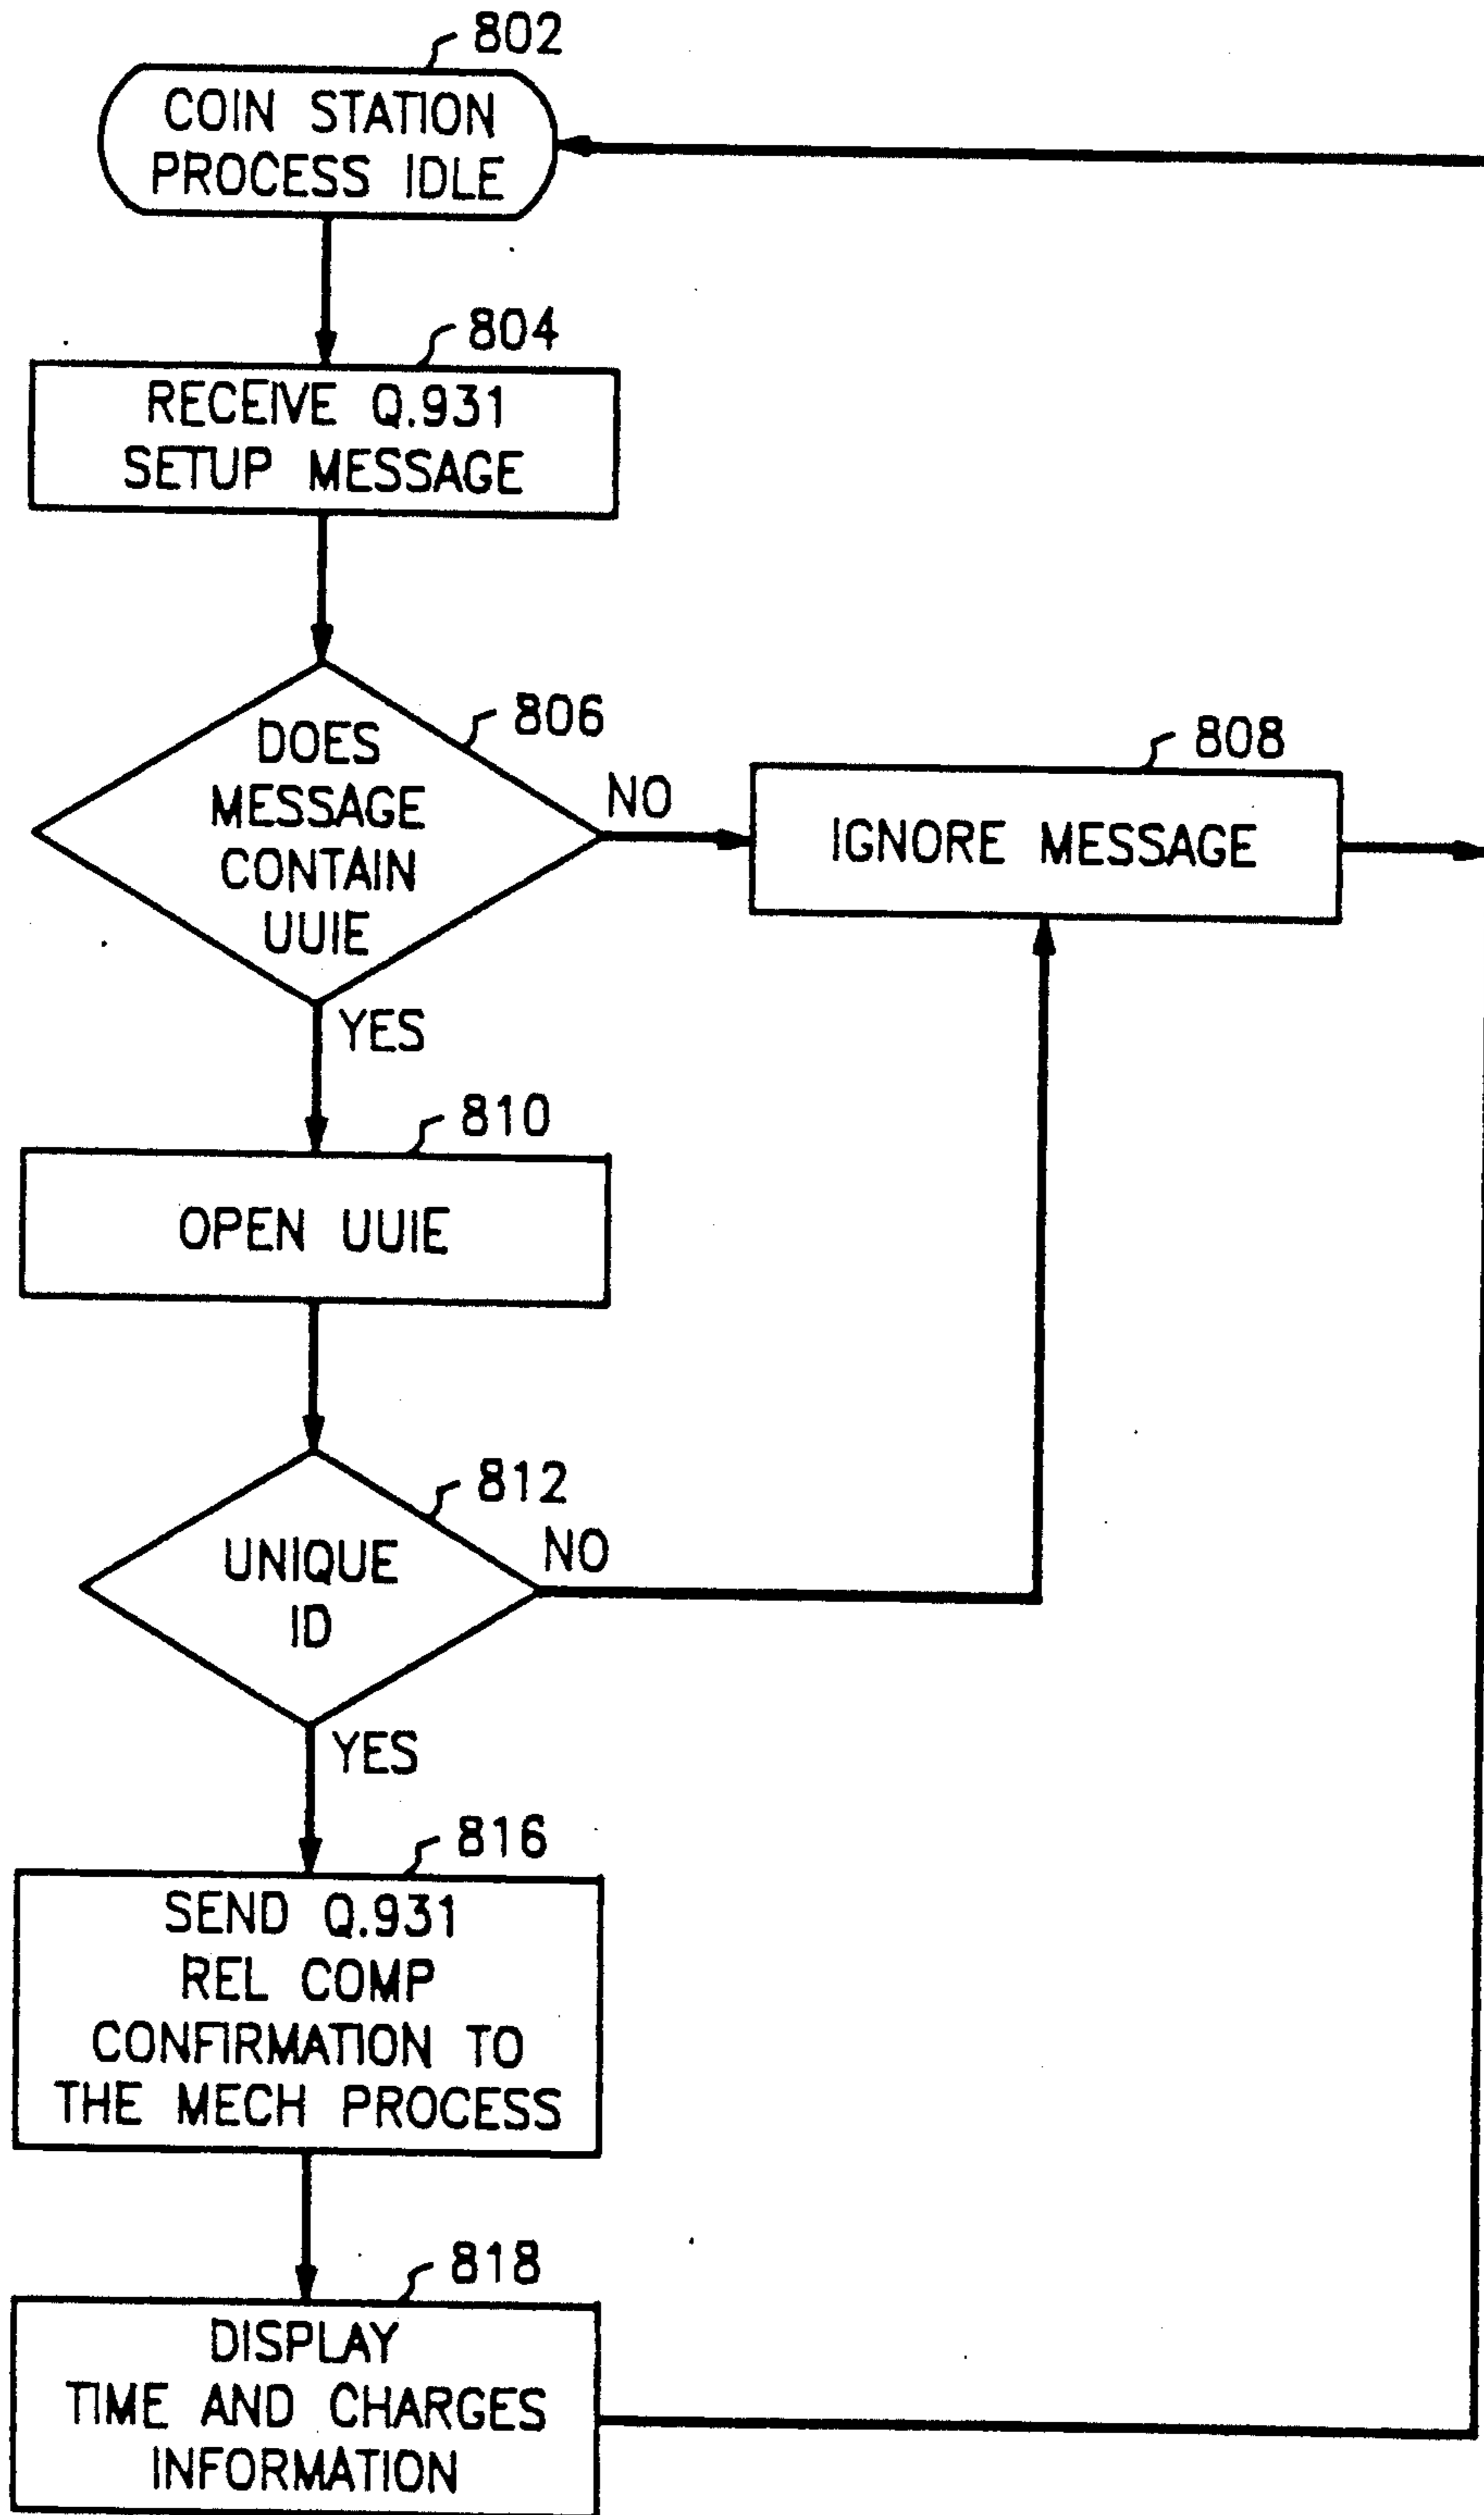 802
COIN STATION
PROCESS IDLE
804
RECEIVE Q.931
SETUP MESSAGE
806
DOES
MESSAGE
CONTAIN
UUIE
NO
808
IGNORE MESSAGE
YES
810
OPEN UUIE
812
UNIQUE
ID
NO
YES
816
SEND Q.931
REL COMP
CONFIRMATION TO
THE MECH PROCESS
818
DISPLAY
TIME AND CHARGES
INFORMATION